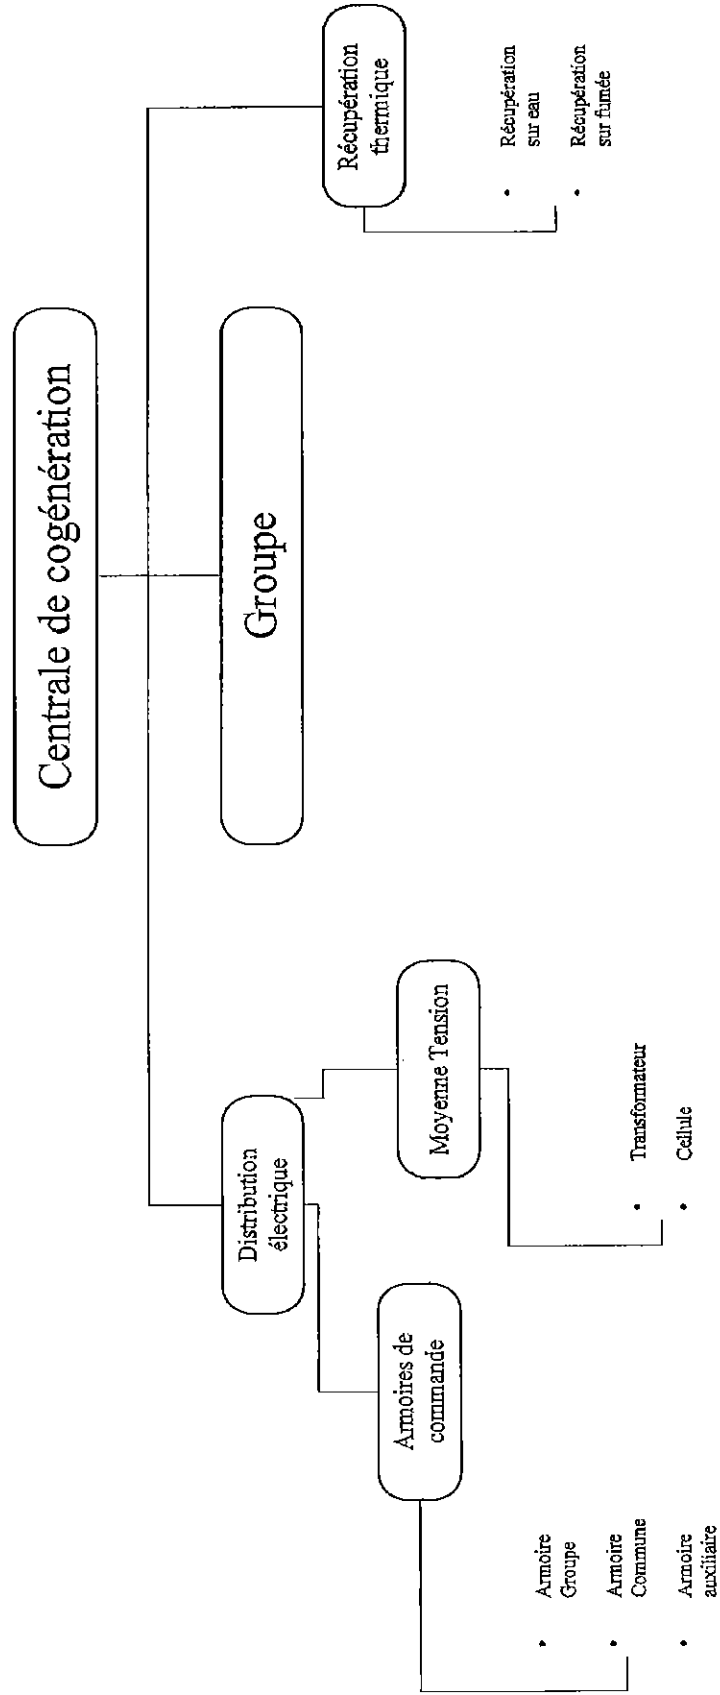 Centrale de cogénération
Groupe
Distribution
électrique
Récupération
thermique
Armoires de
commande
Moyenne Tension
• Armoire
Groupe
• Armoire
Commune
• Armoire
auxiliaire
• Transformateur
• Cellule
• Récupération
sur eau
• Récupération
sur fumée